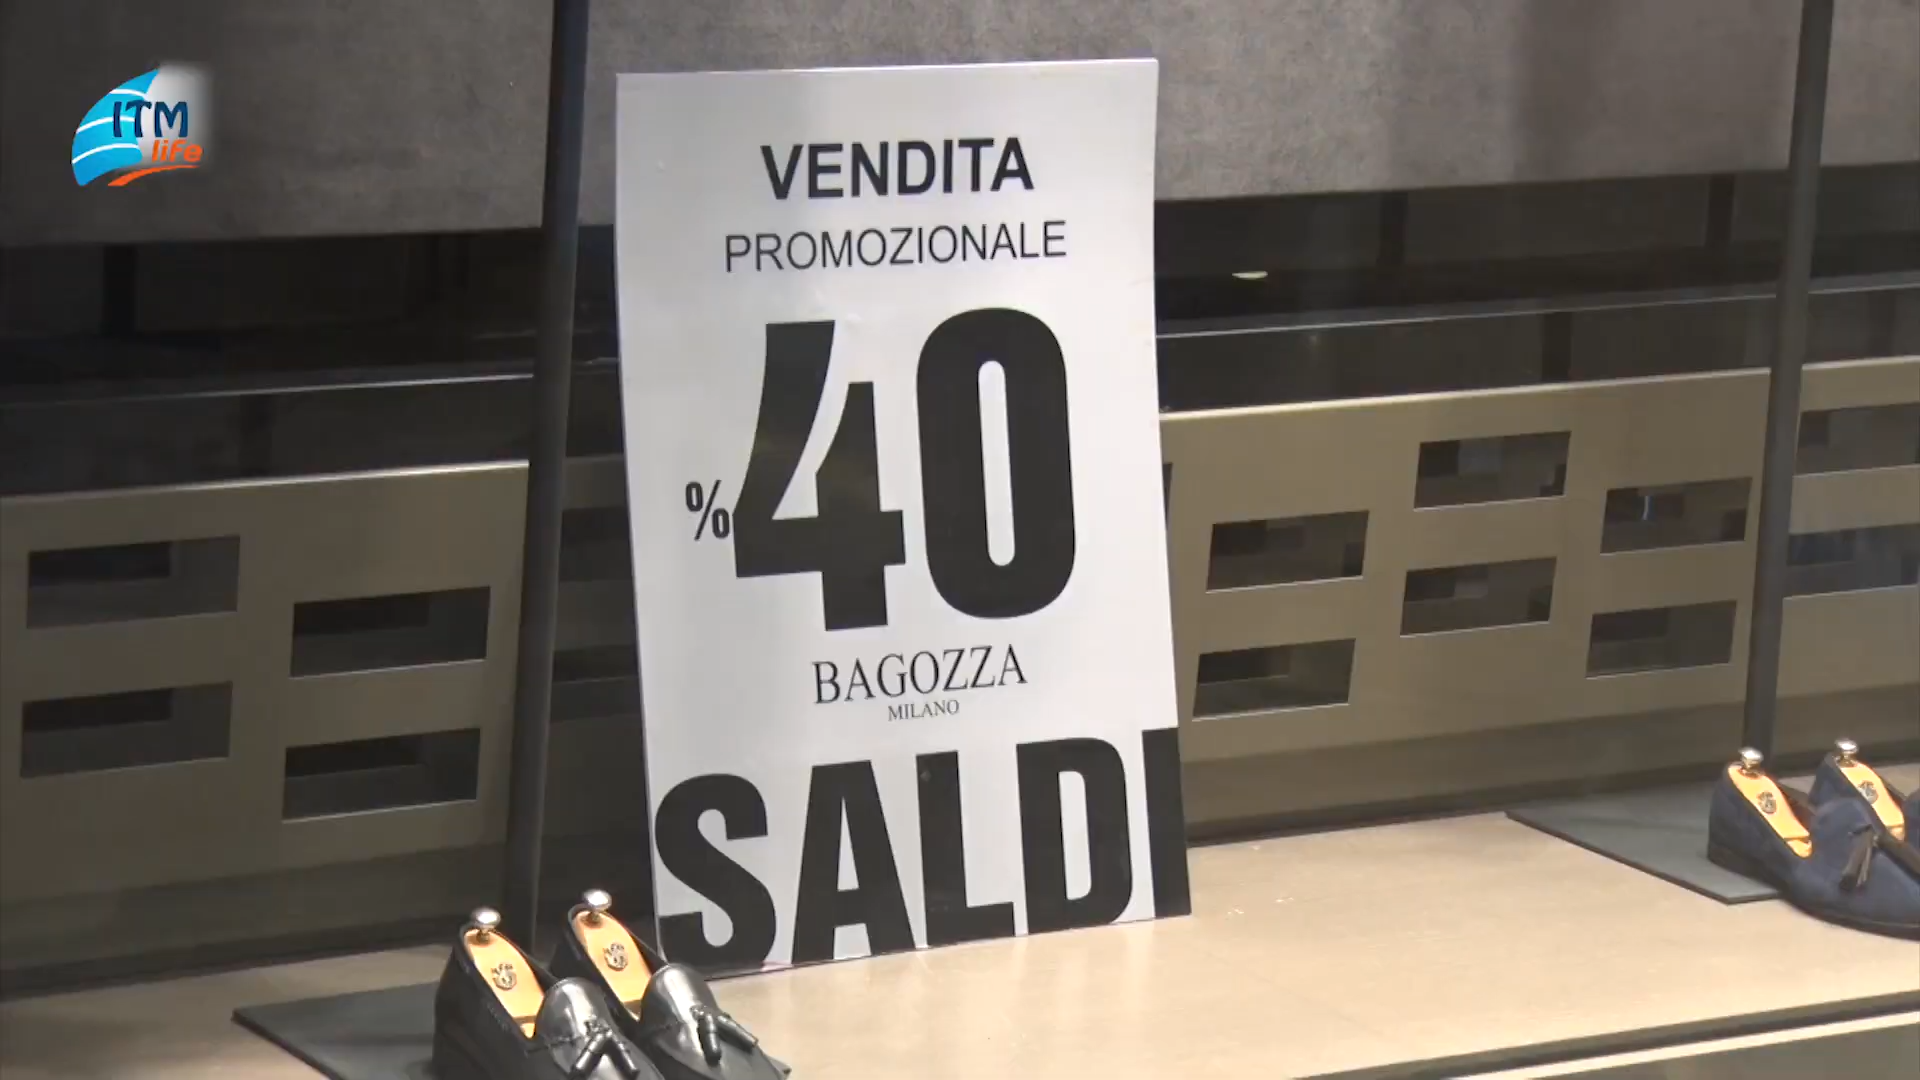 ITM
life
VENDITA
PROMOZIONALE
%40
BAGOZZA
MILANO
SALDI